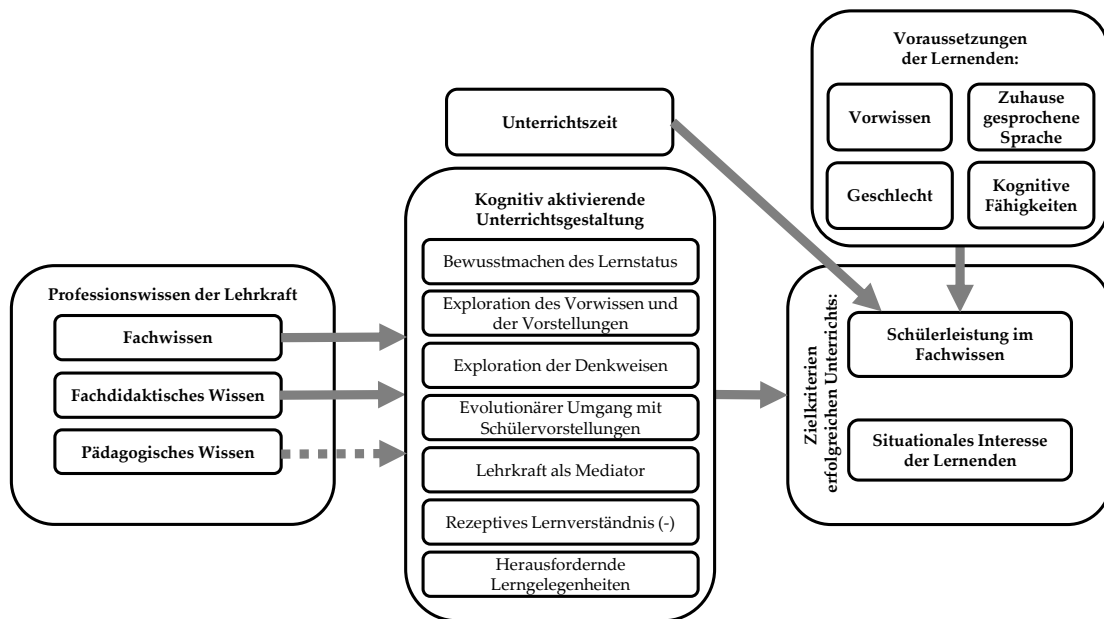 Voraussetzungen
der Lernenden:
Vorwissen
Zuhause
gesprochene
Sprache
Geschlecht
Kognitive
Fähigkeiten
Unterrichtszeit
Kognitiv aktivierende
Unterrichtsgestaltung
Bewusstmachen des Lernstatus
Exploration des Vorwissen und
der Vorstellungen
Exploration der Denkweisen
Evolutionärer Umgang mit
Schülervorstellungen
Lehrkraft als Mediator
Rezeptives Lernverständnis (-)
Herausfordernde
Lerngelegenheiten
Professionswissen der Lehrkraft
Fachwissen
Fachdidaktisches Wissen
Pädagogisches Wissen
Zielkriterien
erfolgreichen Unterrichts:
Schülerleistung im
Fachwissen
Situationales Interesse
der Lernenden